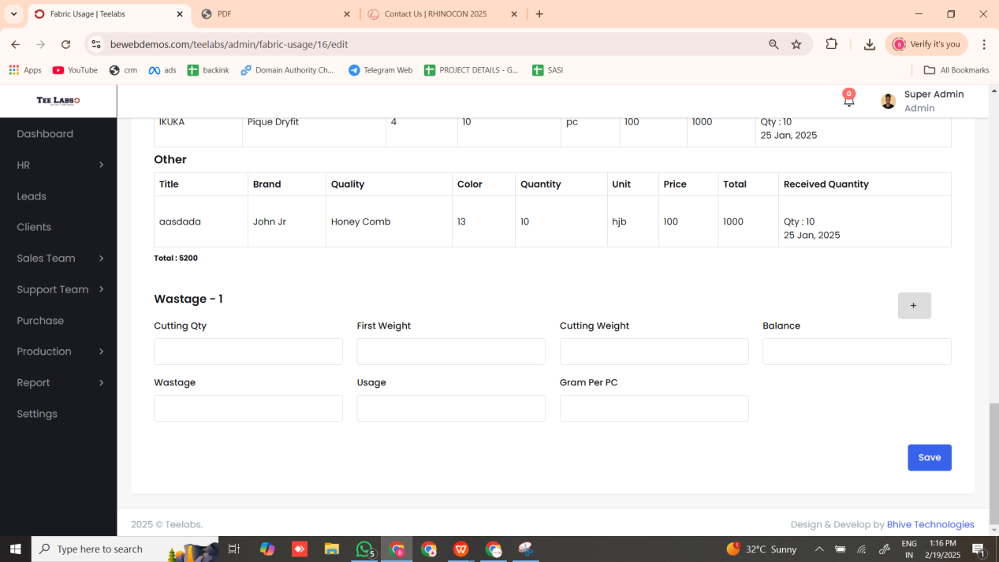 Fabric Usage | Teelabs
PDF
Contact Us | RHINOCON 2025
bewebdemos.com/teelabs/admin/fabric-usage/16/edit
B
Verify it's you
Apps
YouTube
crm
ads
backink
Domain Authority Ch...
Telegram Web
PROJECT DETAILS - G...
SASI
All Bookmarks
TEE LABS
0
Super Admin
Admin
Dashboard
HR
Leads
Clients
Sales Team
Support Team
Purchase
Production
Report
Settings
IKUKA Pique Dryfit 4 10 pc 100 1000 Qty : 10
25 Jan, 2025
Other
Title Brand Quality Color Quantity Unit Price Total Received Quantity
aasdada John Jr Honey Comb 13 10 hjb 100 1000 Qty : 10
25 Jan, 2025
Total : 5200
Wastage - 1
+
Cutting Qty First Weight Cutting Weight Balance
Wastage Usage Gram Per PC
Save
2025 © Teelabs.
Design & Develop by Bhive Technologies
Type here to search
5
B
1
32°C Sunny
ENG
IN
1:16 PM
2/19/2025
1